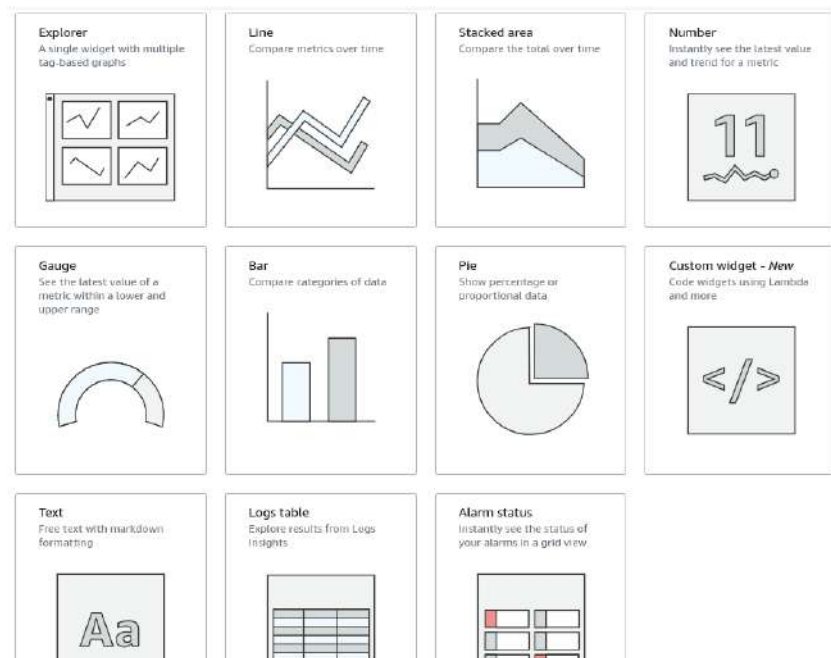 Explorer
A single widget with multiple
tag-based graphs
Line
Compare metrics over time
Stacked area
Compare the total over time
Number
Instantly see the latest value
and trend for a metric
11
Gauge
See the latest value of a
metric within a lower and
upper range
Bar
Compare categories of data
Pie
Show percentage or
proportional data
Custom widget - New
Code widgets using Lambda
and more
</>
Text
Free text with markdown
formatting
Logs table
Explore results from Logs
Insights
Alarm status
Instantly see the status of
your alarms in a grid view
Aa